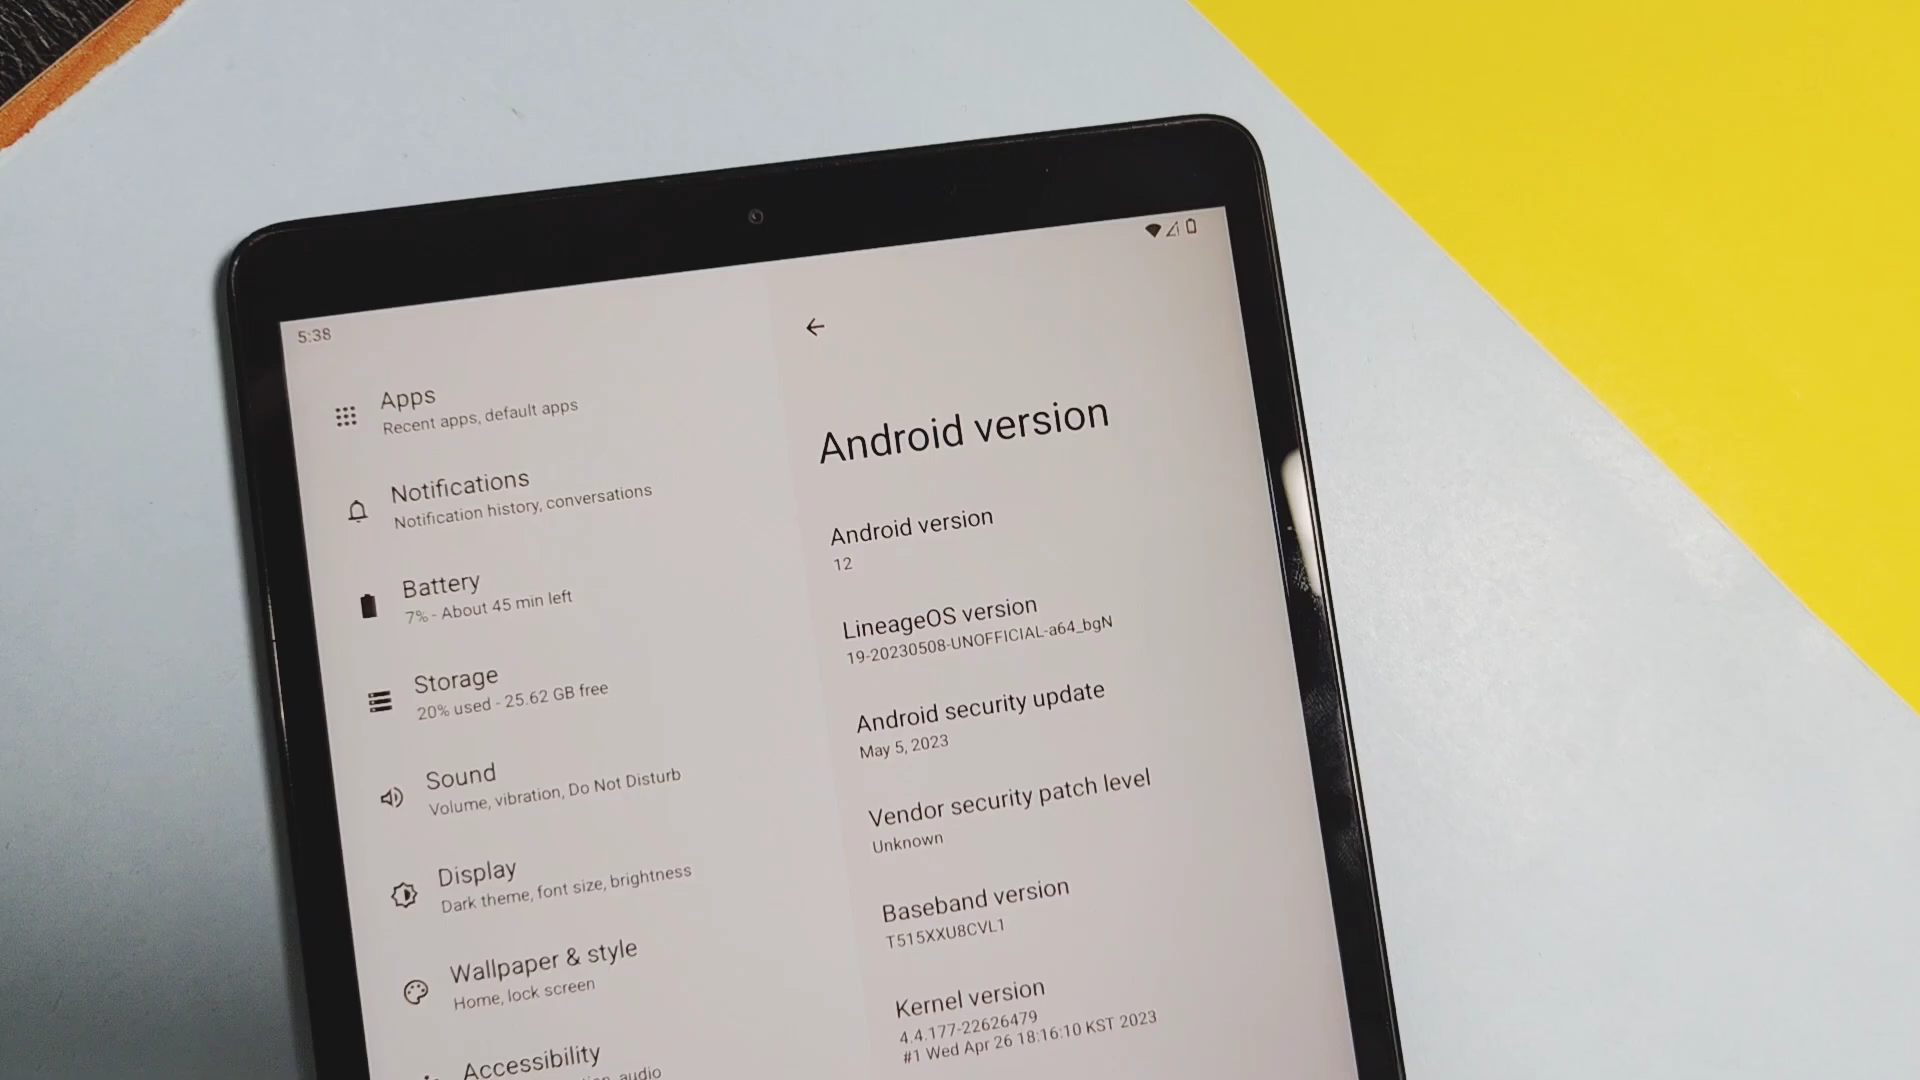 5:38
Apps
Recent apps, default apps
Notifications
Notification history, conversations
Battery
7% - About 45 min left
Storage
20% used - 25.62 GB free
Sound
Volume, vibration, Do Not Disturb
Display
Dark theme, font size, brightness
Wallpaper & style
Home, lock screen
Accessibility
audio
Android version
Android version
12
LineageOS version
19-20230508-UNOFFICIAL-a64_bgN
Android security update
May 5, 2023
Vendor security patch level
Unknown
Baseband version
T515XXU8CVL1
Kernel version
4.4.177-22626479
#1 Wed Apr 26 18:16:10 KST 2023